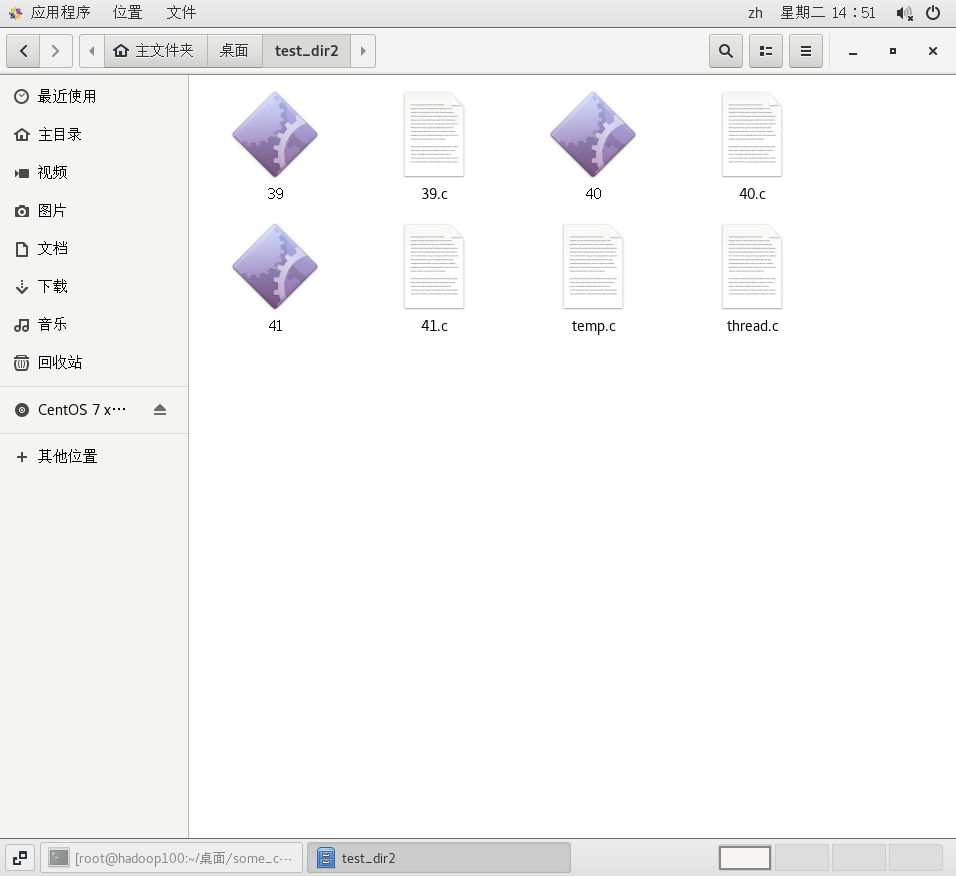 应用程序 位置 文件 zh 星期二 14：51
主文件夹 桌面 test_dir2
最近使用
主目录
视频
图片
文档
下载
音乐
回收站
CentOS 7 x···
其他位置
39 39.c 40 40.c
41 41.c temp.c thread.c
[root@hadoop100:~/桌面/some_c··· test_dir2